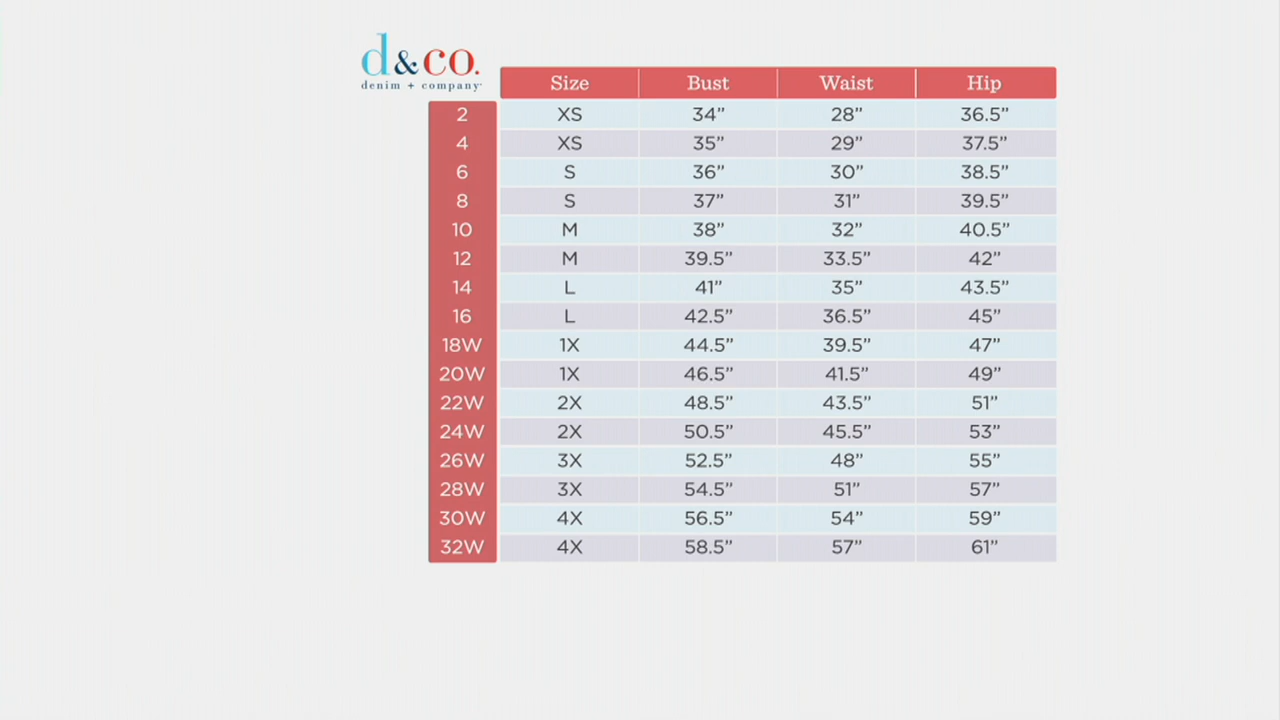 d&co.
denim + company
Size Bust Waist Hip
2 XS 34” 28” 36.5”
4 XS 35” 29” 37.5”
6 S 36” 30” 38.5”
8 S 37” 31” 39.5”
10 M 38” 32” 40.5”
12 M 39.5” 33.5” 42”
14 L 41” 35” 43.5”
16 L 42.5” 36.5” 45”
18W 1X 44.5” 39.5” 47”
20W 1X 46.5” 41.5” 49”
22W 2X 48.5” 43.5” 51”
24W 2X 50.5” 45.5” 53”
26W 3X 52.5” 48” 55”
28W 3X 54.5” 51” 57”
30W 4X 56.5” 54” 59”
32W 4X 58.5” 57” 61”